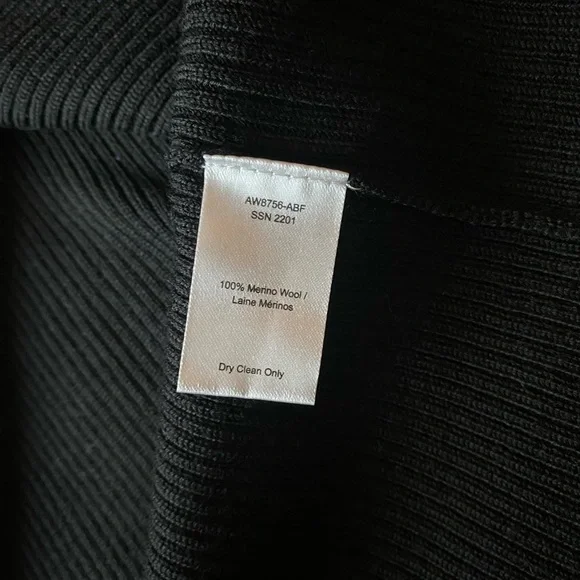 AW8756-ABF
SSN 2201
100% Merino Wool /
Laine Mérinos
Dry Clean Only